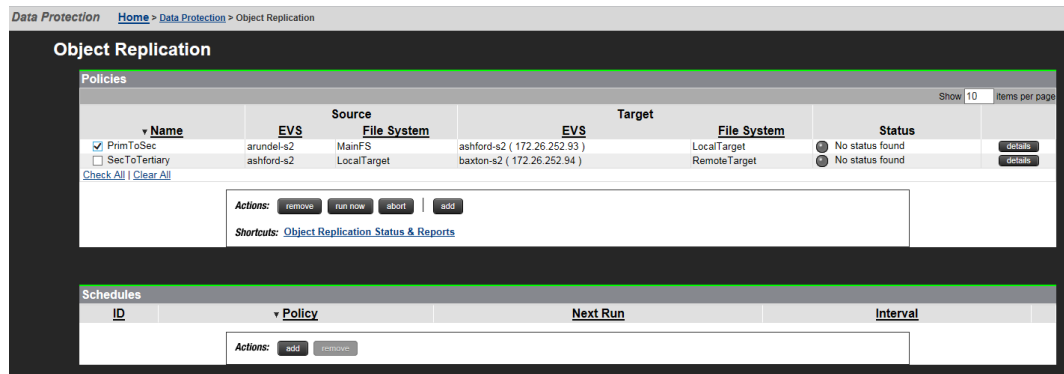 Data Protection Home > Data Protection > Object Replication
Object Replication
Policies
Show 10 items per page
Source Target
Name EVS File System EVS File System Status
PrimToSec arundel-s2 MainFS ashford-s2 ( 172.26.252.93 ) LocalTarget No status found details
SecToTertiary ashford-s2 LocalTarget baxton-s2 ( 172.26.252.94 ) RemoteTarget No status found details
Check All | Clear All
Actions: remove run now abort | add
Shortcuts: Object Replication Status & Reports
Schedules
ID Policy Next Run Interval
Actions: add remove